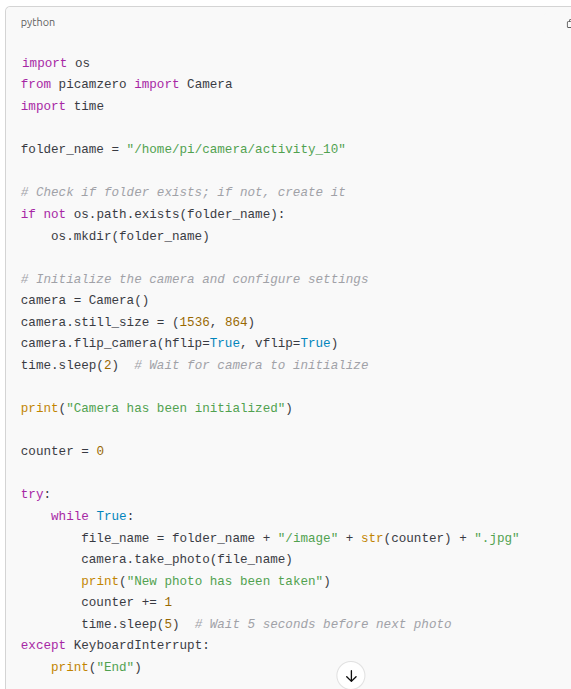 python
import os
from picamzero import Camera
import time
folder_name = "/home/pi/camera/activity_10"
# Check if folder exists; if not, create it
if not os.path.exists(folder_name):
    os.mkdir(folder_name)
# Initialize the camera and configure settings
camera = Camera()
camera.still_size = (1536, 864)
camera.flip_camera(hflip=True, vflip=True)
time.sleep(2)  # Wait for camera to initialize
print("Camera has been initialized")
counter = 0
try:
    while True:
        file_name = folder_name + "/image" + str(counter) + ".jpg"
        camera.take_photo(file_name)
        print("New photo has been taken")
        counter += 1
        time.sleep(5)  # Wait 5 seconds before next photo
except KeyboardInterrupt:
    print("End")